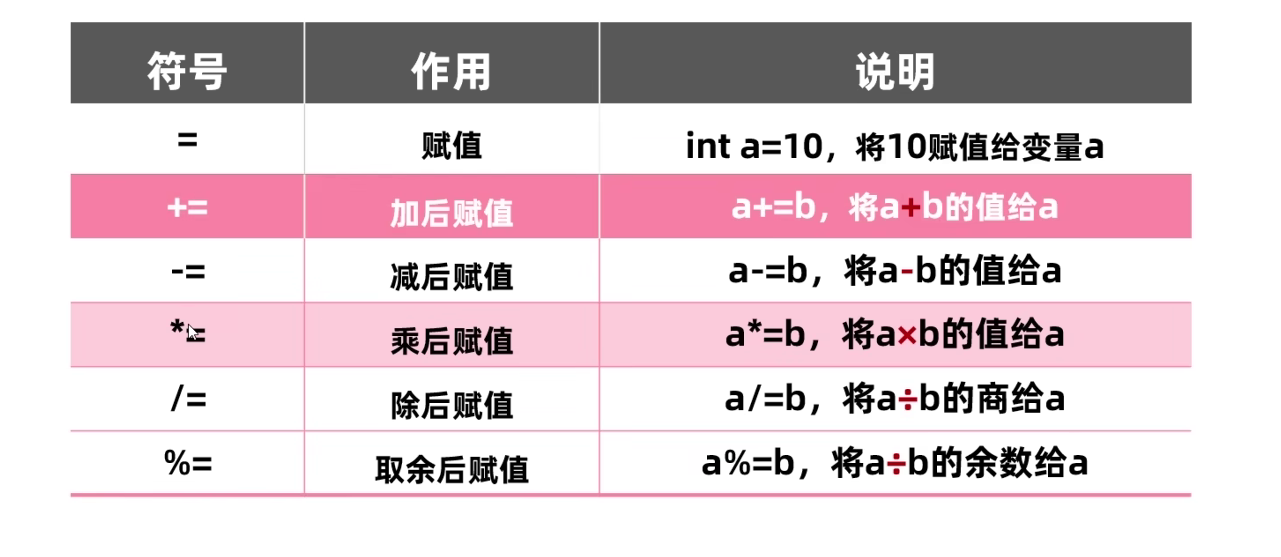 符号 作用 说明
= 赋值 int a=10，将10赋值给变量a
+= 加后赋值 a+=b，将a+b的值给a
-= 减后赋值 a-=b，将a-b的值给a
*= 乘后赋值 a*=b，将a×b的值给a
/= 除后赋值 a/=b，将a÷b的商给a
%= 取余后赋值 a%=b，将a÷b的余数给a